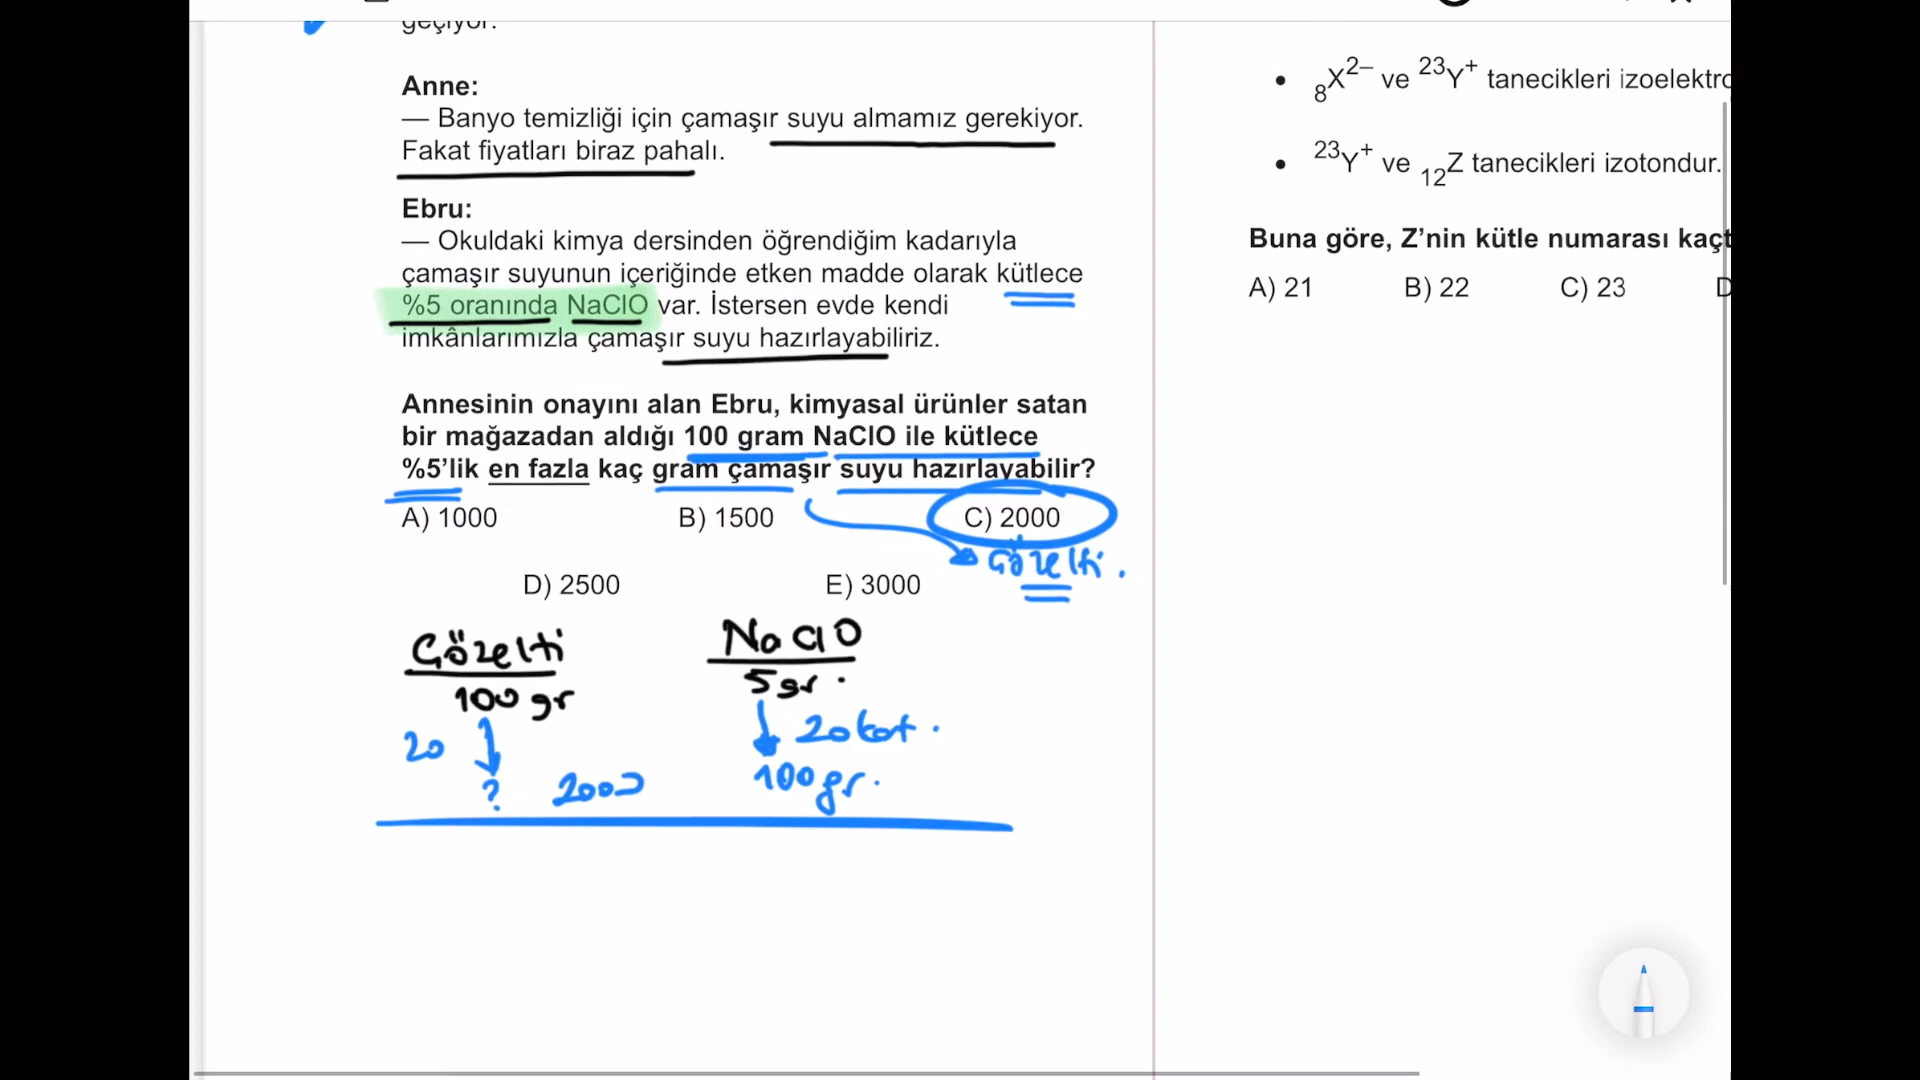 geçiyor.
Anne:
— Banyo temizliği için çamaşır suyu almamız gerekiyor.
Fakat fiyatları biraz pahalı.
Ebru:
— Okuldaki kimya dersinden öğrendiğim kadarıyla
çamaşır suyunun içeriğinde etken madde olarak kütlece
%5 oranında NaClO var. İstersen evde kendi
imkânlarımızla çamaşır suyu hazırlayabiliriz.
Annesinin onayını alan Ebru, kimyasal ürünler satan
bir mağazadan aldığı 100 gram NaClO ile kütlece
%5’lik en fazla kaç gram çamaşır suyu hazırlayabilir?
A) 1000 B) 1500 C) 2000
Çözelti.
D) 2500 E) 3000
Çözelti NaClO
100 gr 5 gr.
20 20 kat.
? 2000 100 gr.
• ₈X²⁻ ve ²³Y⁺ tanecikleri izoelektro
• ²³Y⁺ ve ₁₂Z tanecikleri izotondur.
Buna göre, Z’nin kütle numarası kaçt
A) 21 B) 22 C) 23 D